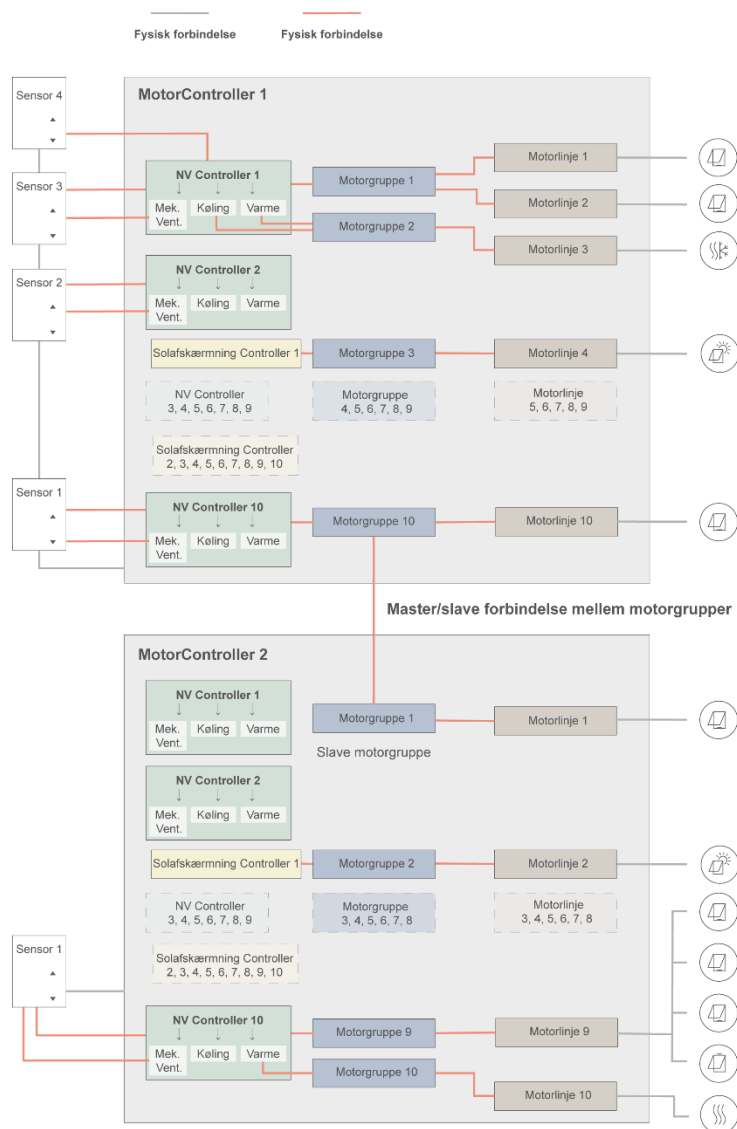 Fysisk forbindelse
Fysisk forbindelse
Sensor 4
Sensor 3
Sensor 2
Sensor 1
MotorController 1
NV Controller 1
Mek.
Vent.
Køling
Varme
Motorgruppe 1
Motorgruppe 2
Motorlinje 1
Motorlinje 2
Motorlinje 3
NV Controller 2
Mek.
Vent.
Køling
Varme
Solafskærmning Controller 1
Motorgruppe 3
Motorlinje 4
NV Controller
3, 4, 5, 6, 7, 8, 9
Motorgruppe
4, 5, 6, 7, 8, 9
Motorlinje
5, 6, 7, 8, 9
Solafskærmning Controller
2, 3, 4, 5, 6, 7, 8, 9, 10
NV Controller 10
Mek.
Vent.
Køling
Varme
Motorgruppe 10
Motorlinje 10
Master/slave forbindelse mellem motorgrupper
MotorController 2
NV Controller 1
Mek.
Vent.
Køling
Varme
Motorgruppe 1
Slave motorgruppe
Motorlinje 1
NV Controller 2
Mek.
Vent.
Køling
Varme
Solafskærmning Controller 1
Motorgruppe 2
Motorlinje 2
NV Controller
3, 4, 5, 6, 7, 8, 9
Motorgruppe
3, 4, 5, 6, 7, 8
Motorlinje
3, 4, 5, 6, 7, 8
Solafskærmning Controller
2, 3, 4, 5, 6, 7, 8, 9, 10
Sensor 1
NV Controller 10
Mek.
Vent.
Køling
Varme
Motorgruppe 9
Motorgruppe 10
Motorlinje 9
Motorlinje 10